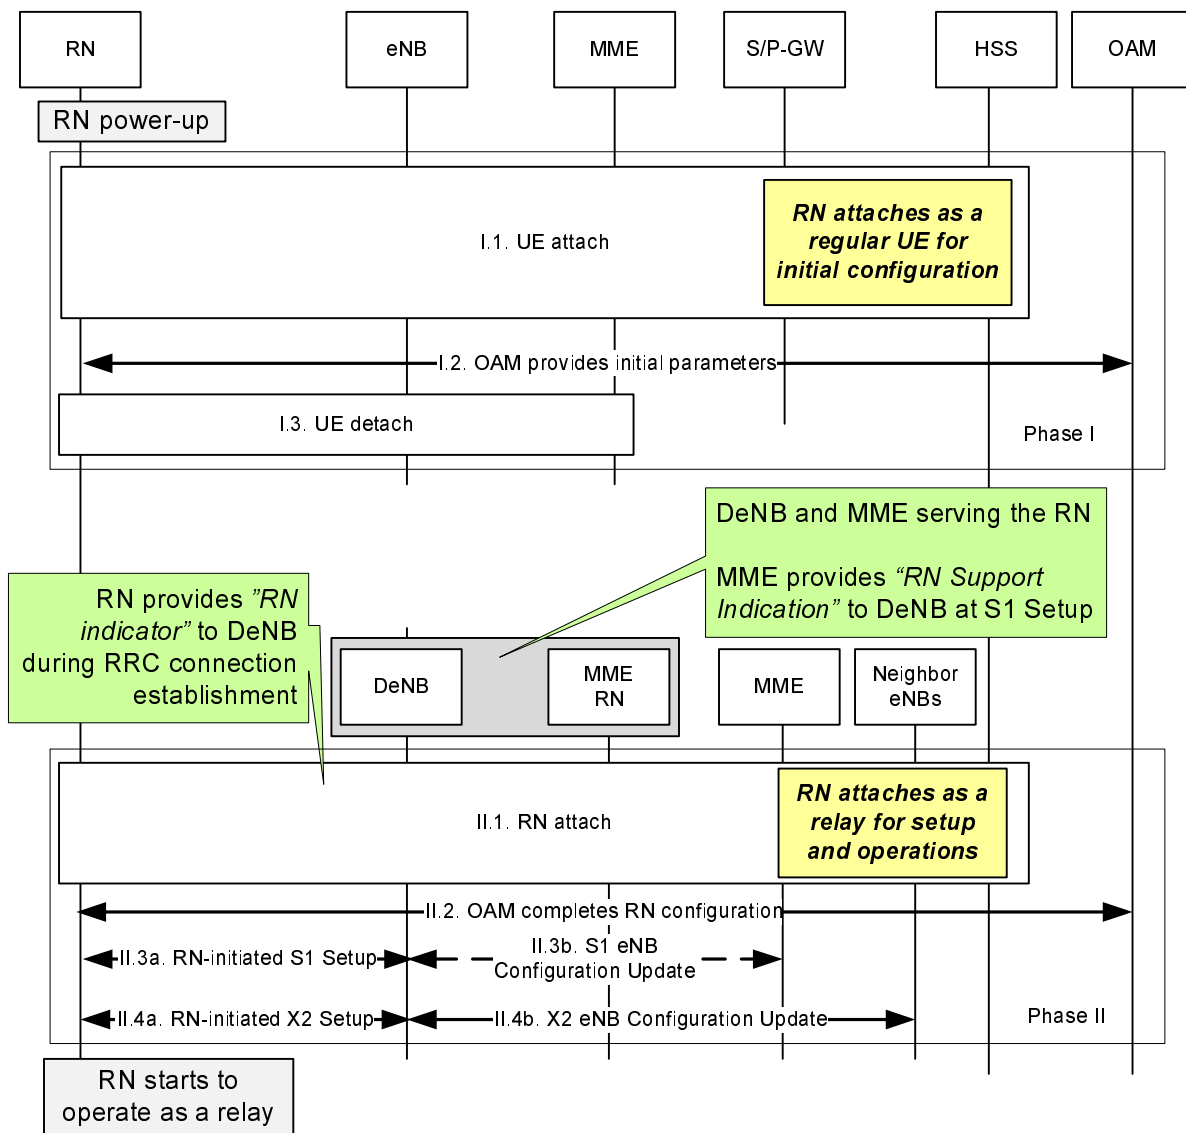 RN
eNB
MME
S/P-GW
HSS
OAM
RN power-up
RN attaches as a
regular UE for
initial configuration
I.1. UE attach
I.2. OAM provides initial parameters
I.3. UE detach
Phase I
DeNB and MME serving the RN
MME provides “RN Support
Indication” to DeNB at S1 Setup
RN provides ”RN
indicator” to DeNB
during RRC connection
establishment
DeNB
MME
RN
MME
Neighbor
eNBs
RN attaches as a
relay for setup
and operations
II.1. RN attach
II.2. OAM completes RN configuration
II.3a. RN-initiated S1 Setup
II.3b. S1 eNB
Configuration Update
II.4a. RN-initiated X2 Setup
II.4b. X2 eNB Configuration Update
Phase II
RN starts to
operate as a relay